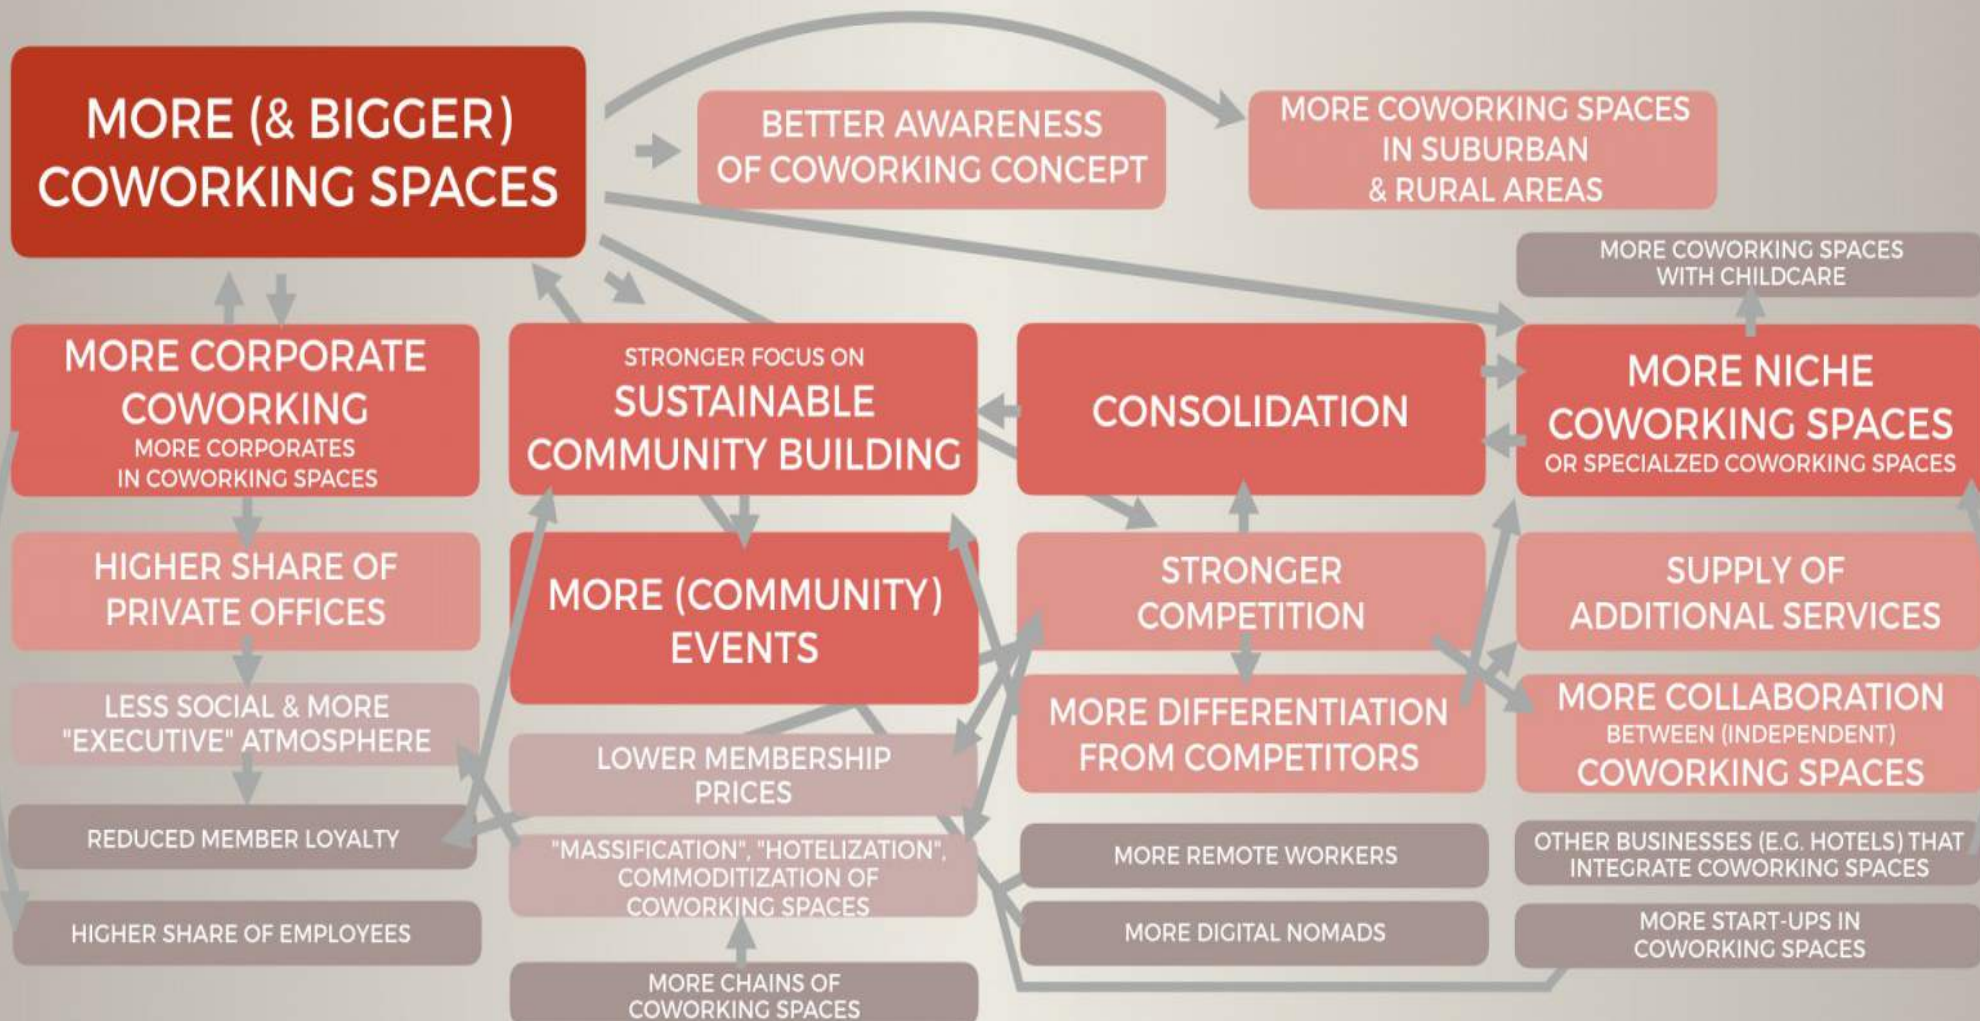 MORE (& BIGGER)
COWORKING SPACES
BETTER AWARENESS
OF COWORKING CONCEPT
MORE COWORKING SPACES
IN SUBURBAN
& RURAL AREAS
MORE COWORKING SPACES
WITH CHILDCARE
MORE CORPORATE
COWORKING
MORE CORPORATES
IN COWORKING SPACES
STRONGER FOCUS ON
SUSTAINABLE
COMMUNITY BUILDING
CONSOLIDATION
MORE NICHE
COWORKING SPACES
OR SPECIALZED COWORKING SPACES
HIGHER SHARE OF
PRIVATE OFFICES
MORE (COMMUNITY)
EVENTS
STRONGER
COMPETITION
SUPPLY OF
ADDITIONAL SERVICES
LESS SOCIAL & MORE
"EXECUTIVE" ATMOSPHERE
LOWER MEMBERSHIP
PRICES
MORE DIFFERENTIATION
FROM COMPETITORS
MORE COLLABORATION
BETWEEN (INDEPENDENT)
COWORKING SPACES
REDUCED MEMBER LOYALTY
"MASSIFICATION", "HOTELIZATION",
COMMODITIZATION OF
COWORKING SPACES
MORE REMOTE WORKERS
OTHER BUSINESSES (E.G. HOTELS) THAT
INTEGRATE COWORKING SPACES
HIGHER SHARE OF EMPLOYEES
MORE DIGITAL NOMADS
MORE START-UPS IN
COWORKING SPACES
MORE CHAINS OF
COWORKING SPACES